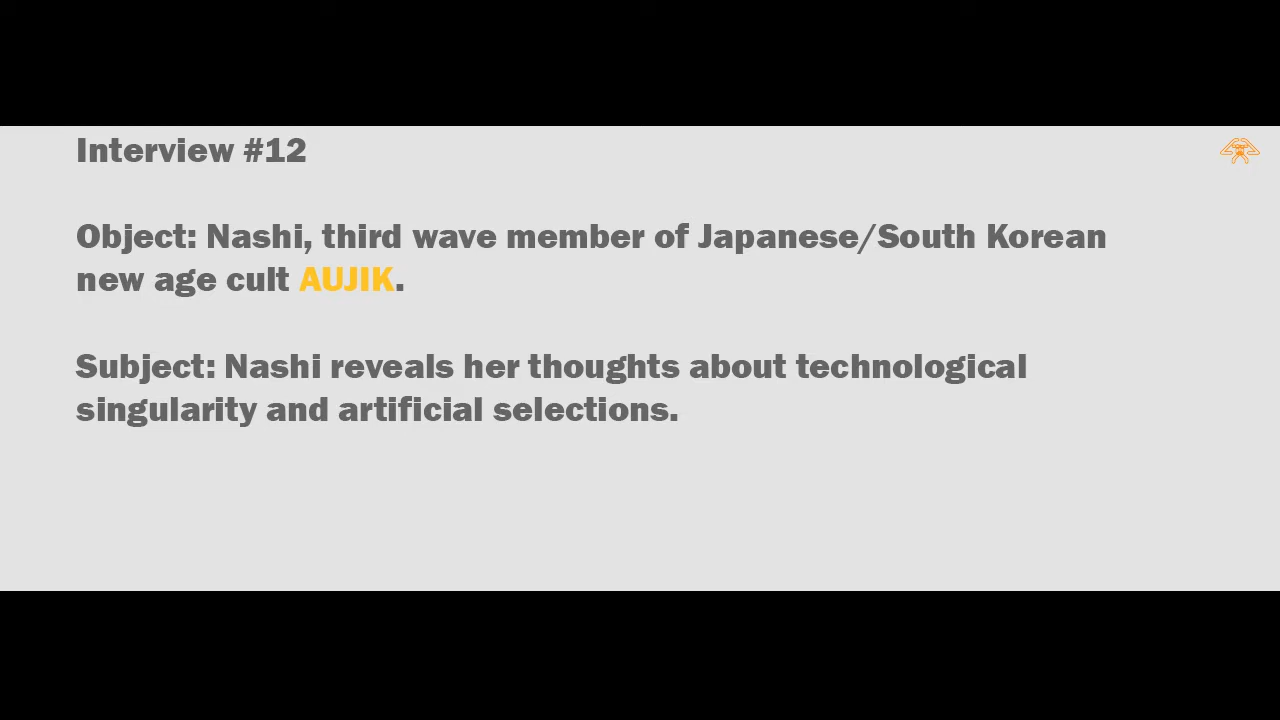 Interview #12
Object: Nashi, third wave member of Japanese/South Korean
new age cult AUJIK.
Subject: Nashi reveals her thoughts about technological
singularity and artificial selections.